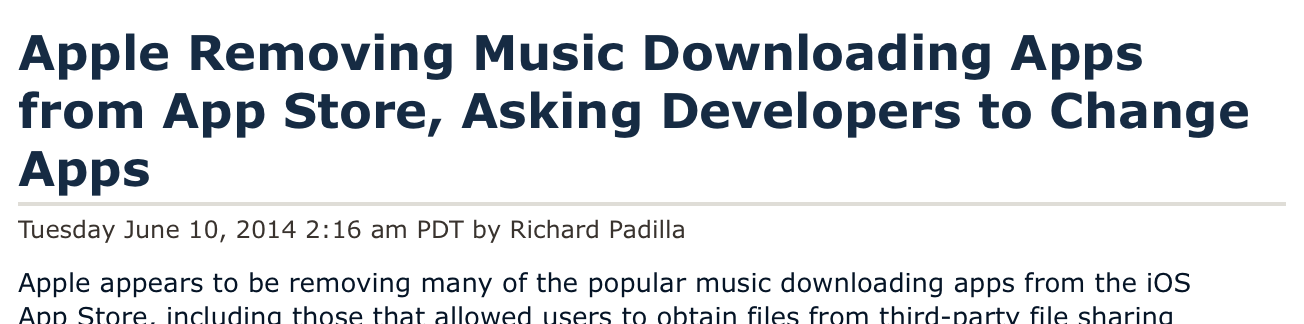 Apple Removing Music Downloading Apps
from App Store, Asking Developers to Change
Apps
Tuesday June 10, 2014 2:16 am PDT by Richard Padilla
Apple appears to be removing many of the popular music downloading apps from the iOS
App Store, including those that allowed users to obtain files from third-party file sharing